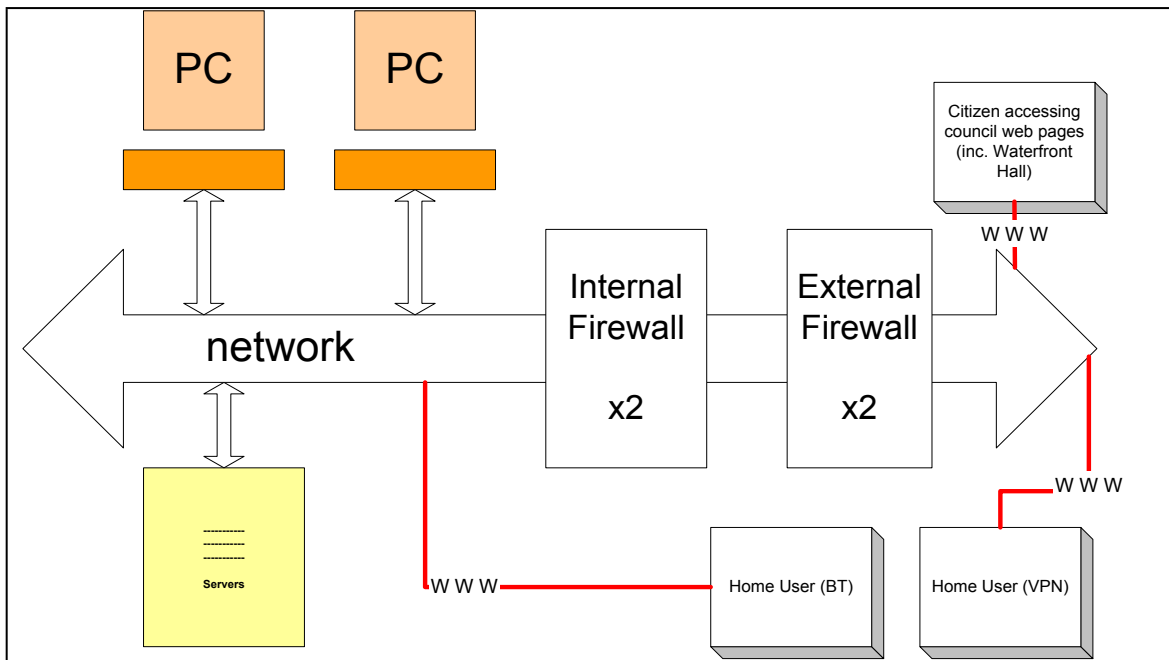 PC
PC
Citizen accessing
council web pages
(inc. Waterfront
Hall)
W W W
Internal
Firewall
x2
External
Firewall
x2
network
W W W
-----------
-----------
-----------
Servers
W W W
Home User (BT)
Home User (VPN)